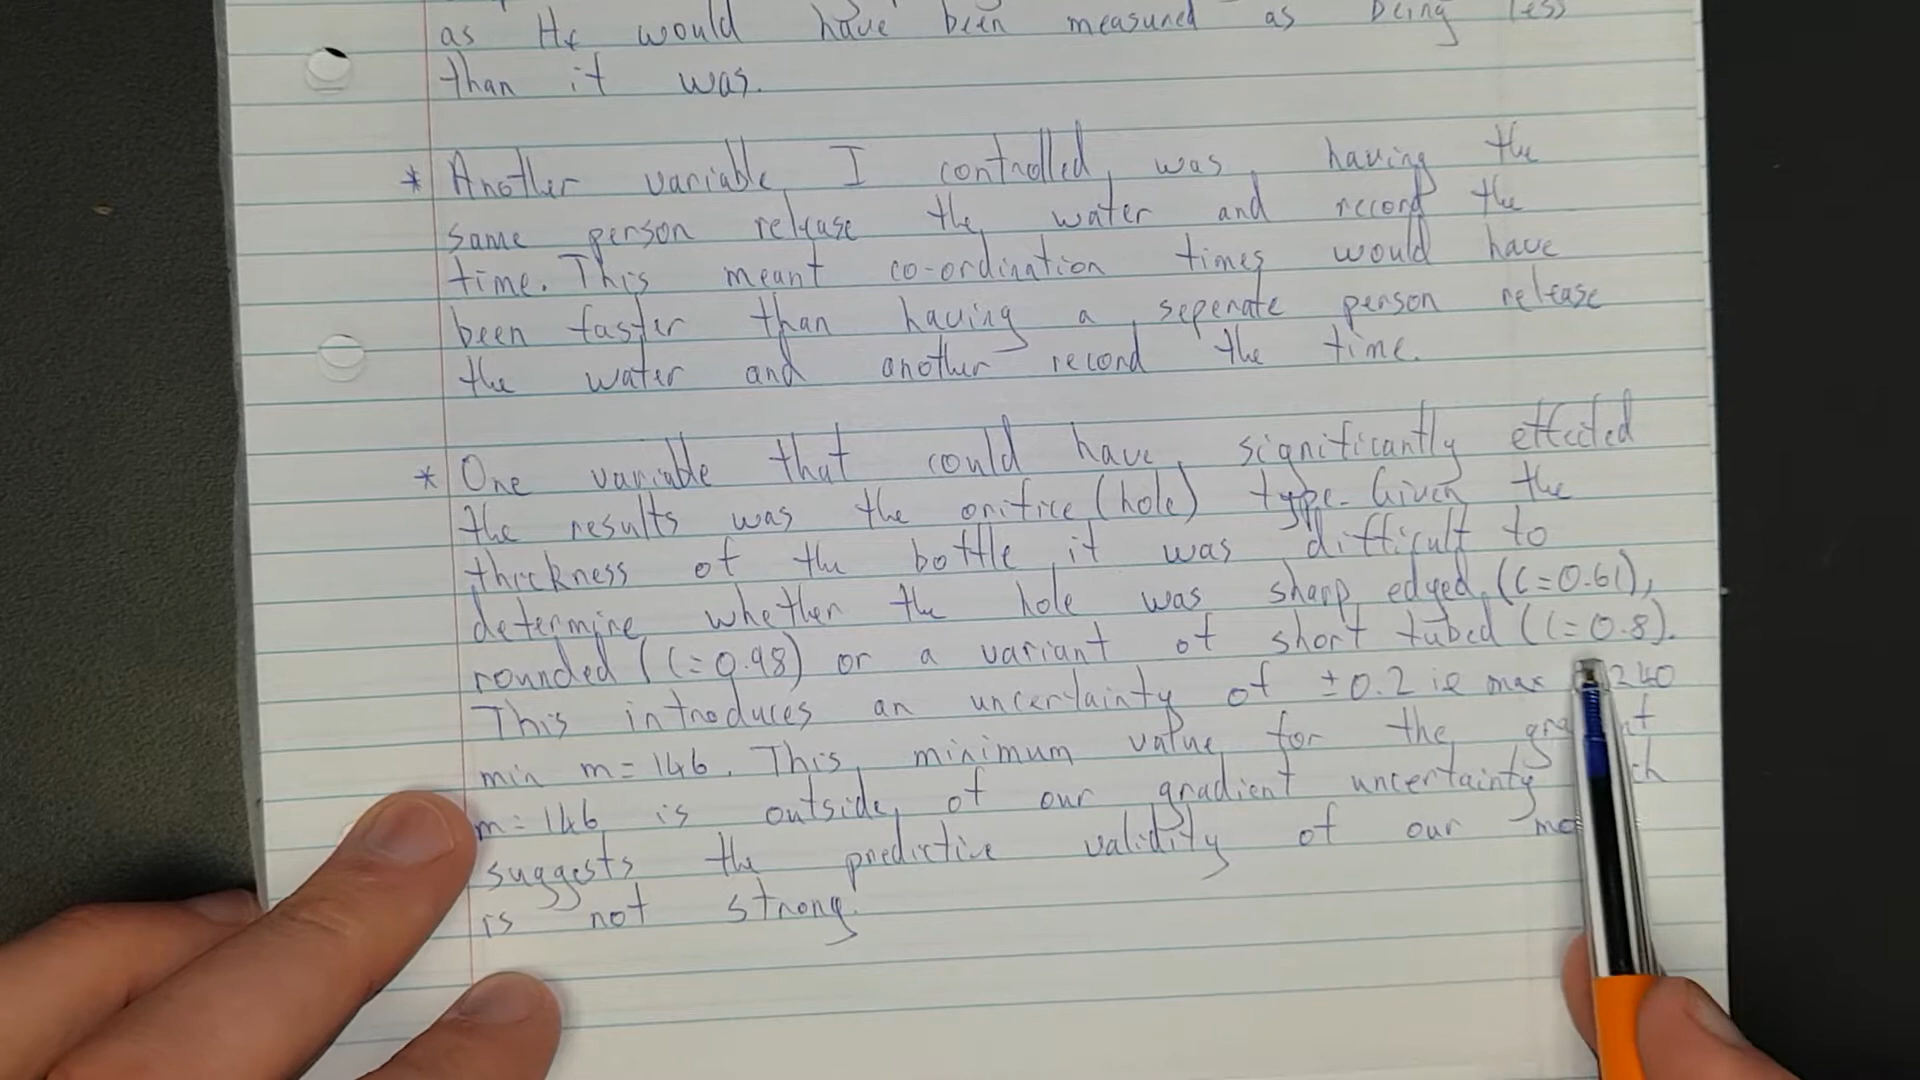 as Hf would have been measured as being less
than it was.
* Another variable I controlled was having the
same person release the water and record the
time. This meant co-ordination times would have
been faster than having a seperate person release
the water and another record the time.
* One variable that could have significantly effected
the results was the orifice (hole) type. Given the
thickness of the bottle it was difficult to
determine whether the hole was sharp edged (C=0.61),
rounded (C=0.98) or a variant of short tubed (C=0.8).
This introduces an uncertainty of ±0.2 ie max 240
min m=146. This minimum value for the
m=146 is outside of our gradient uncertainty
suggests the predictive validity of our
is not strong.